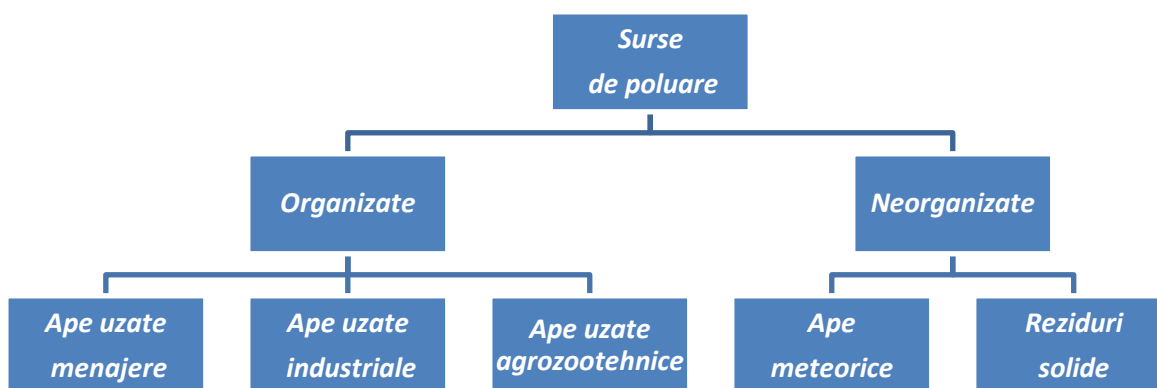 Surse
de poluare
Organizate
Neorganizate
Ape uzate
menajere
Ape uzate
industriale
Ape uzate
agrozootehnice
Ape
meteorice
Reziduri
solide